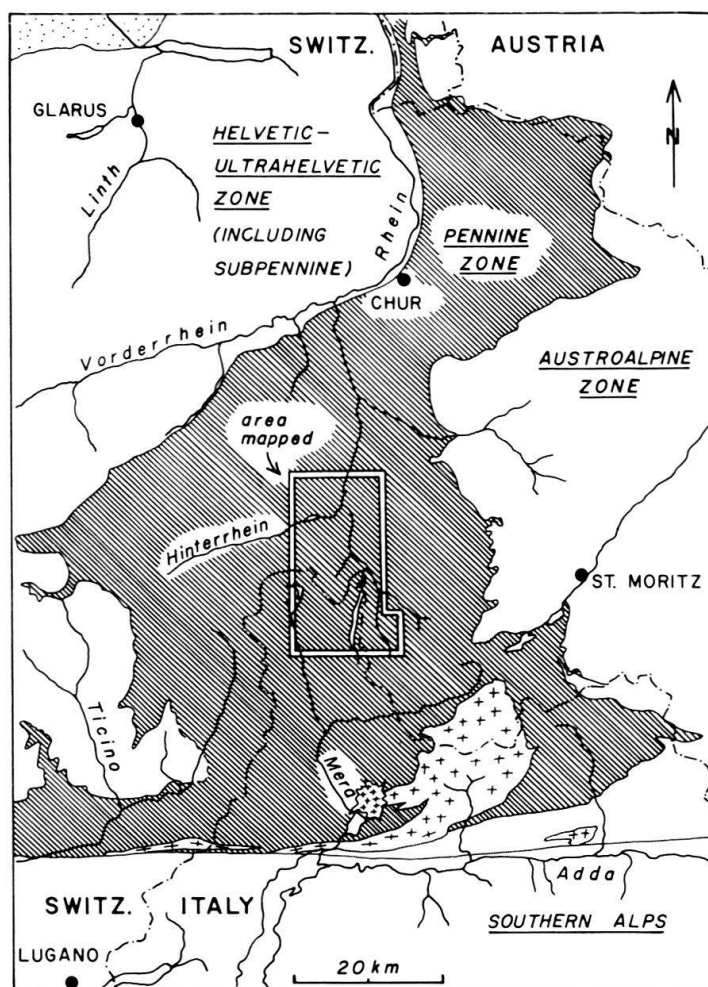 SWITZ.
AUSTRIA
GLARUS
HELVETIC –
ULTRAHELVETIC
ZONE
(INCLUDING
SUBPENNINE)
N
Linth
Rhein
PENNINE
ZONE
CHUR
Vorderrhein
AUSTROALPINE
ZONE
area
mapped
Hinterrhein
ST. MORITZ
Ticino
Mera
Adda
SWITZ.
ITALY
SOUTHERN ALPS
LUGANO
20 km